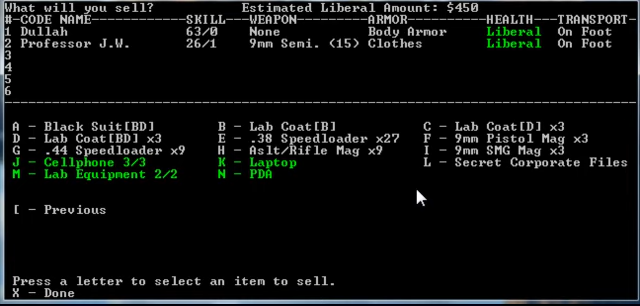 What will you sell? Estimated Liberal Amount: $450
#-CODE NAME------------SKILL---WEAPON---------ARMOR-----------HEALTH---TRANSPORT-
1 Dullah 63/0 None Body Armor Liberal On Foot
2 Professor J.W. 26/1 9mm Semi. (15) Clothes Liberal On Foot
3
4
5
6
--------------------------------------------------------------------------------
A - Black Suit[BD] B - Lab Coat[B] C - Lab Coat[D] x3
D - Lab Coat[BD] x3 E - .38 Speedloader x27 F - 9mm Pistol Mag x3
G - .44 Speedloader x9 H - Aslt/Rifle Mag x9 I - 9mm SMG Mag x3
J - Cellphone 3/3 K - Laptop L - Secret Corporate Files
M - Lab Equipment 2/2 N - PDA
[ - Previous
Press a letter to select an item to sell.
X - Done